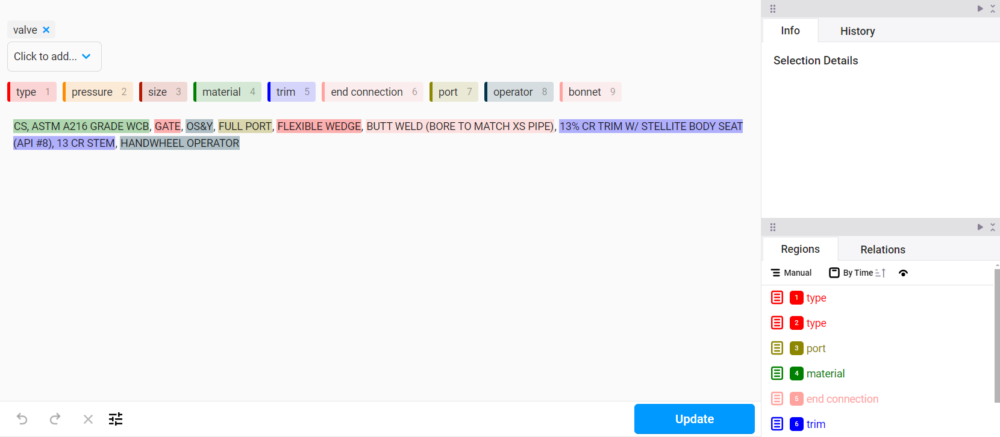 valve
Click to add...
type 1 pressure 2 size 3 material 4 trim 5 end connection 6 port 7 operator 8 bonnet 9
CS, ASTM A216 GRADE WCB, GATE, OS&Y, FULL PORT, FLEXIBLE WEDGE, BUTT WELD (BORE TO MATCH XS PIPE), 13% CR TRIM W/ STELLITE BODY SEAT
(API #8), 13 CR STEM, HANDWHEEL OPERATOR
Update
Info History
Selection Details
Regions Relations
Manual By Time
1 type
2 type
3 port
4 material
5 end connection
6 trim